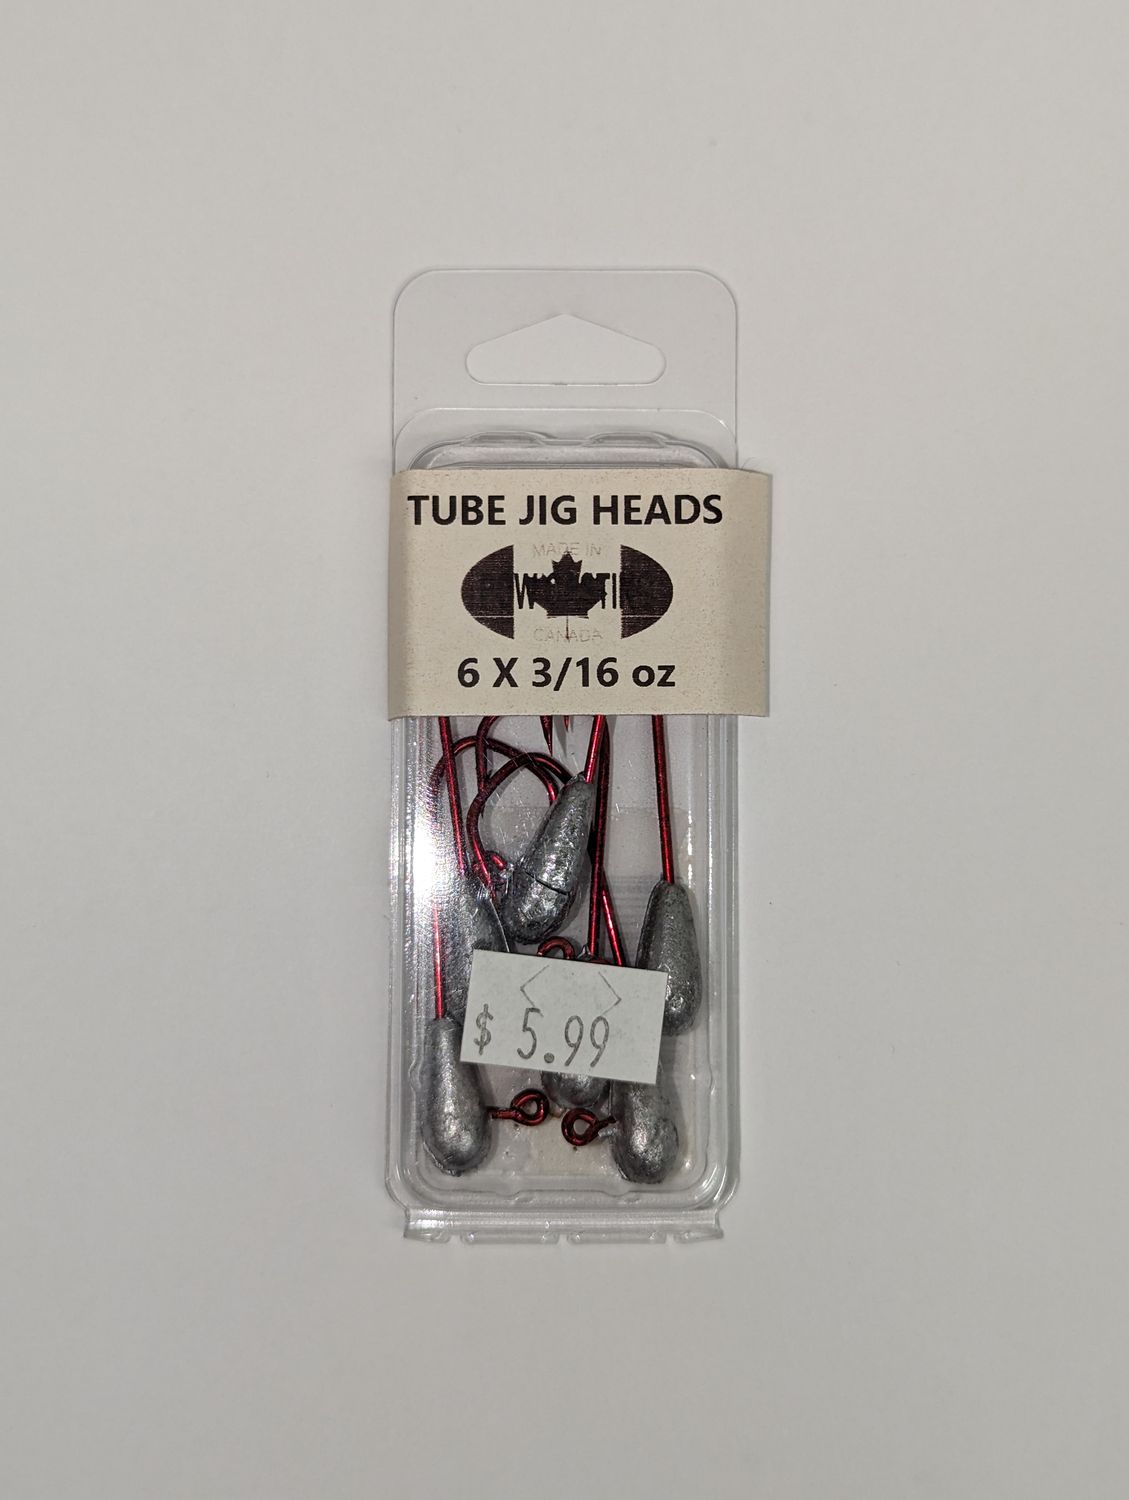 TUBE JIG HEADS
MADE IN
CANADA
6 X 3/16 oz
$ 5.99